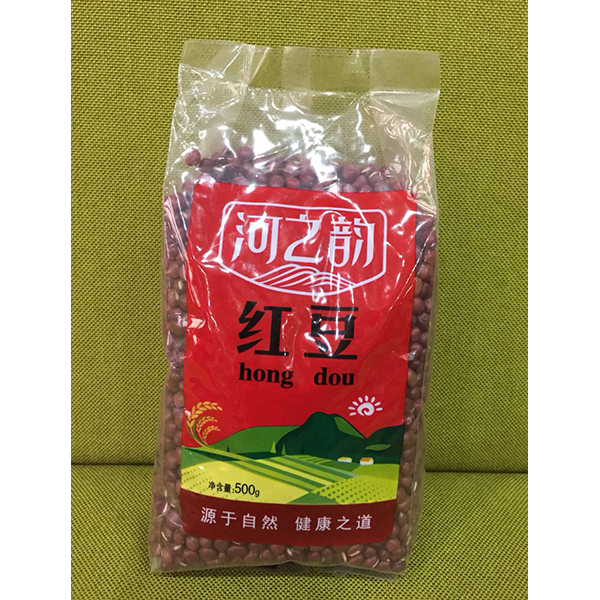 河之韵
红豆
hong dou
净含量:500g
源于自然 健康之道